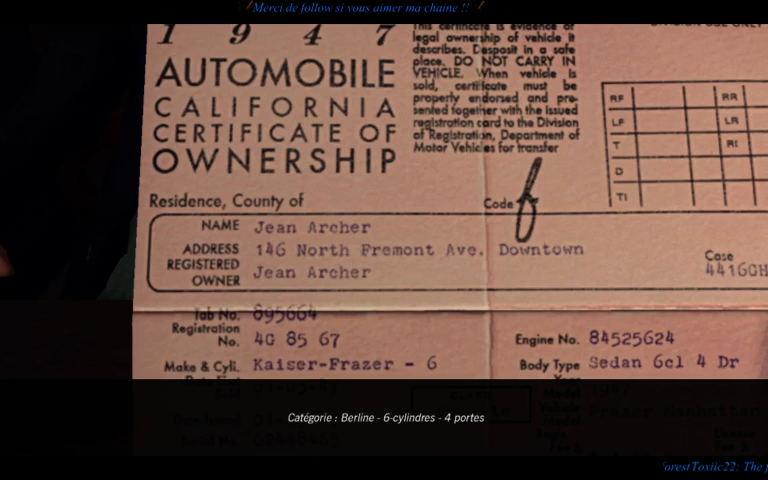 Merci de follow si vous aimer ma chaine !!
1 9 4 7
AUTOMOBILE
CALIFORNIA
CERTIFICATE OF
OWNERSHIP
This certificate is evidence of
legal ownership of vehicle it
describes. Desposit in a safe
place. DO NOT CARRY IN
VEHICLE. When vehicle is
sold, certificate must be
properly endorsed and pre-
sented together with the issued
registration card to the Division
of Registration, Department of
Motor Vehicles for transfer
RF RR
LF LR
T RI
D
TI
Residence, County of
Code 6
NAME Jean Archer
ADDRESS 146 North Fremont Ave. Downtown
REGISTERED OWNER Jean Archer
Case
4416GH
Tab No. 895664
Registration No. 4G 85 67
Engine No. 84525624
Make & Cyli. Kaiser-Frazer - 6
Body Type Sedan 6cl 4 Dr
Catégorie : Berline - 6-cylindres - 4 portes
orestToxiic22: The